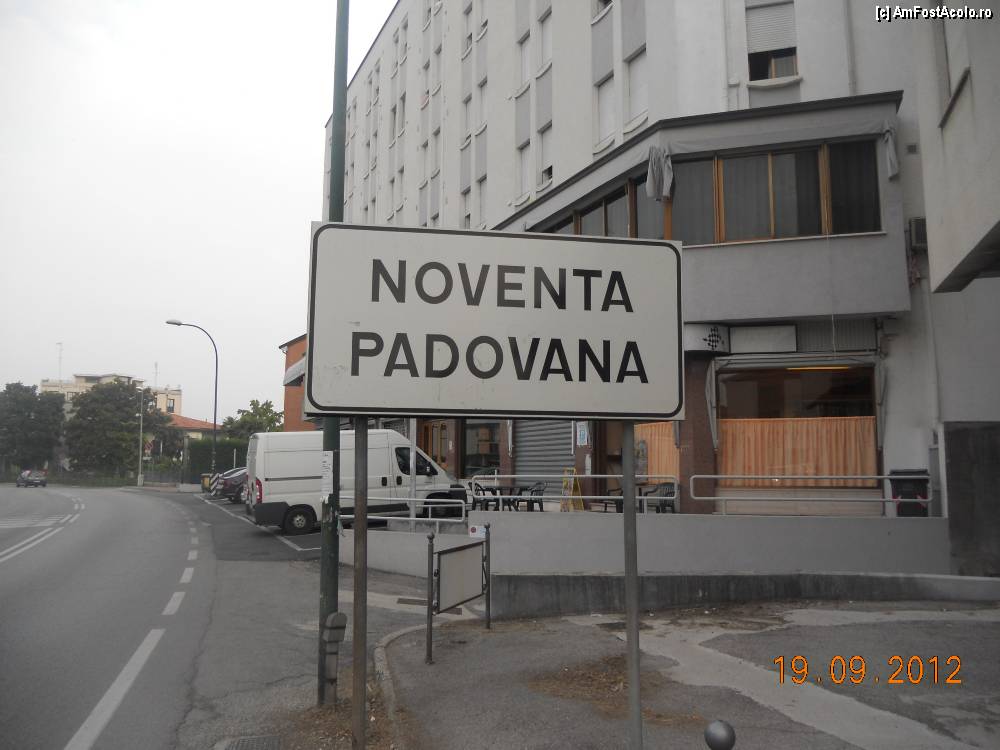 [c] AmFostAcolo.ro
NOVENTA
PADOVANA
19.09.2012